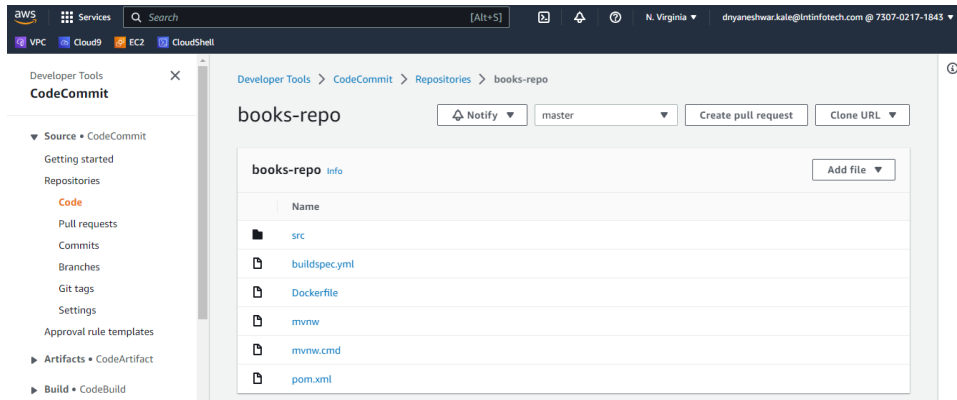 aws Services Search [Alt+S] N. Virginia dnyaneshwar.kale@lntinfotech.com @ 7307-0217-1843
VPC Cloud9 EC2 CloudShell
Developer Tools
CodeCommit
Source • CodeCommit
Getting started
Repositories
Code
Pull requests
Commits
Branches
Git tags
Settings
Approval rule templates
Artifacts • CodeArtifact
Build • CodeBuild
Developer Tools > CodeCommit > Repositories > books-repo
books-repo Notify master Create pull request Clone URL
books-repo Info Add file
Name
src
buildspec.yml
Dockerfile
mvnw
mvnw.cmd
pom.xml